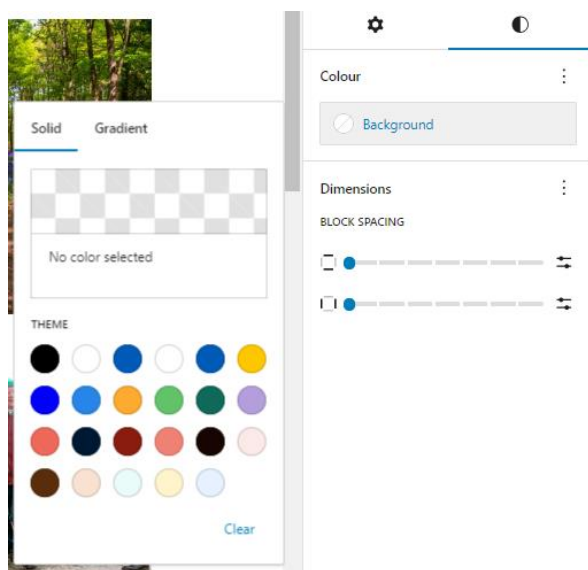 Solid Gradient
No color selected
THEME
Clear
Colour
Background
Dimensions
BLOCK SPACING